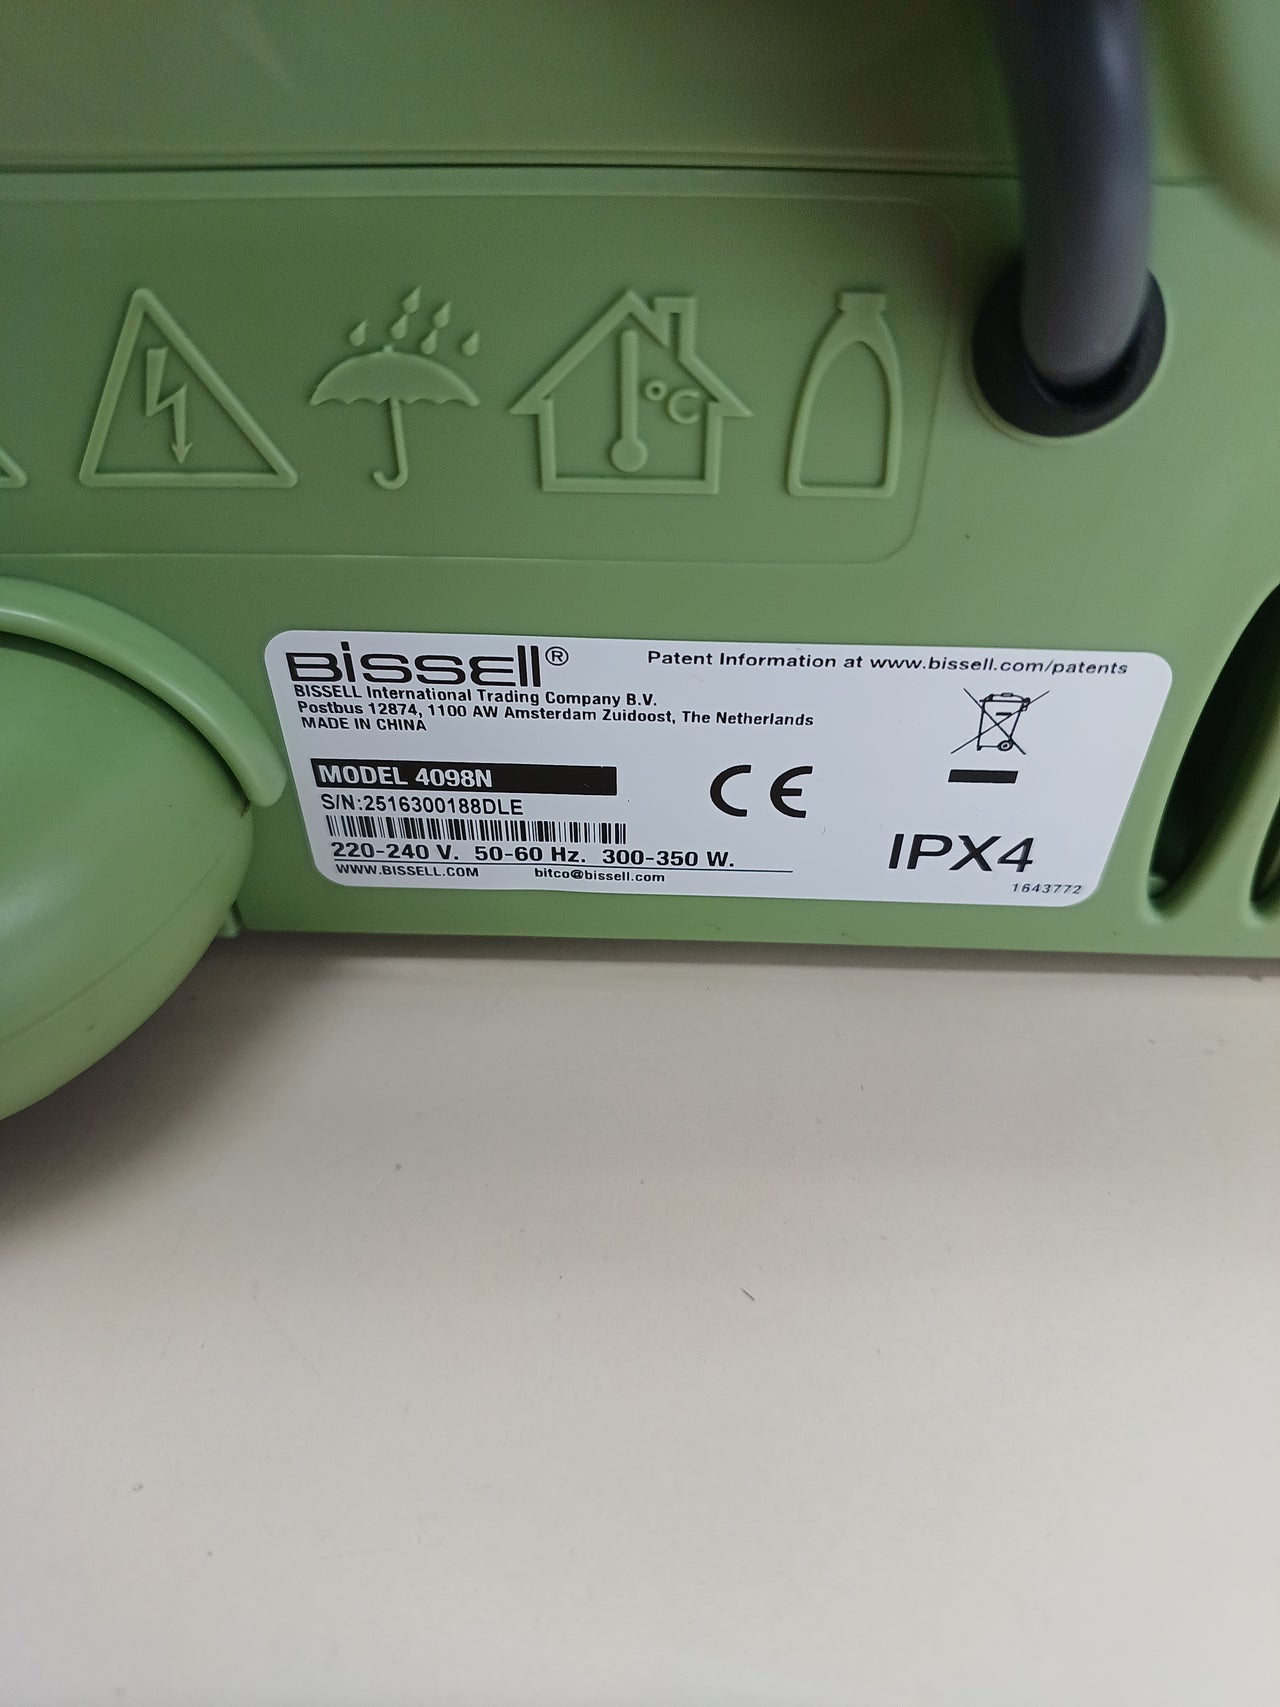 °C
BISSELL®
Patent Information at www.bissell.com/patents
BISSELL International Trading Company B.V.
Postbus 12874, 1100 AW Amsterdam Zuidoost, The Netherlands
MADE IN CHINA
MODEL 4098N
S/N:2516300188DLE
CE
220-240 V. 50-60 Hz. 300-350 W.
IPX4
WWW.BISSELL.COM bitco@bissell.com
1643772